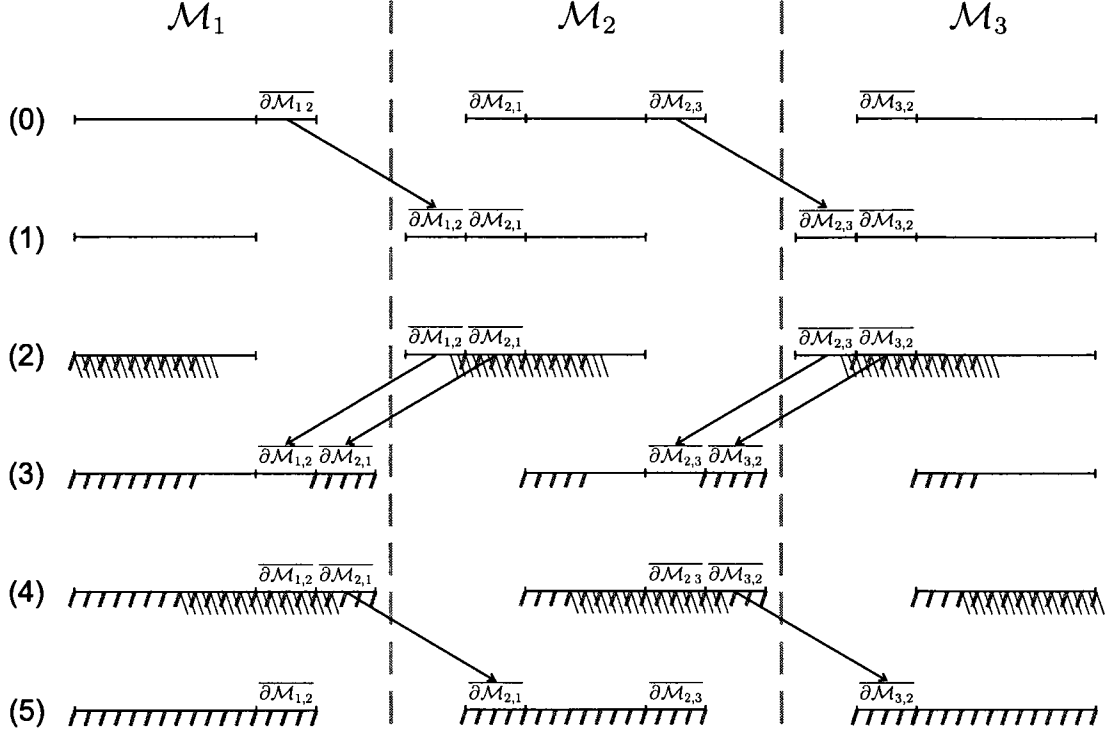 ℳ₁ ℳ₂ ℳ₃
(0) ∂ℳ₁ ₂ ∂ℳ₂,₁ ∂ℳ₂,₃ ∂ℳ₃,₂
(1) ∂ℳ₁,₂ ∂ℳ₂,₁ ∂ℳ₂,₃ ∂ℳ₃,₂
(2) ∂ℳ₁,₂ ∂ℳ₂,₁ ∂ℳ₂,₃ ∂ℳ₃,₂
(3) ∂ℳ₁,₂ ∂ℳ₂,₁ ∂ℳ₂,₃ ∂ℳ₃,₂
(4) ∂ℳ₁,₂ ∂ℳ₂,₁ ∂ℳ₂ ₃ ∂ℳ₃,₂
(5) ∂ℳ₁,₂ ∂ℳ₂,₁ ∂ℳ₂,₃ ∂ℳ₃,₂